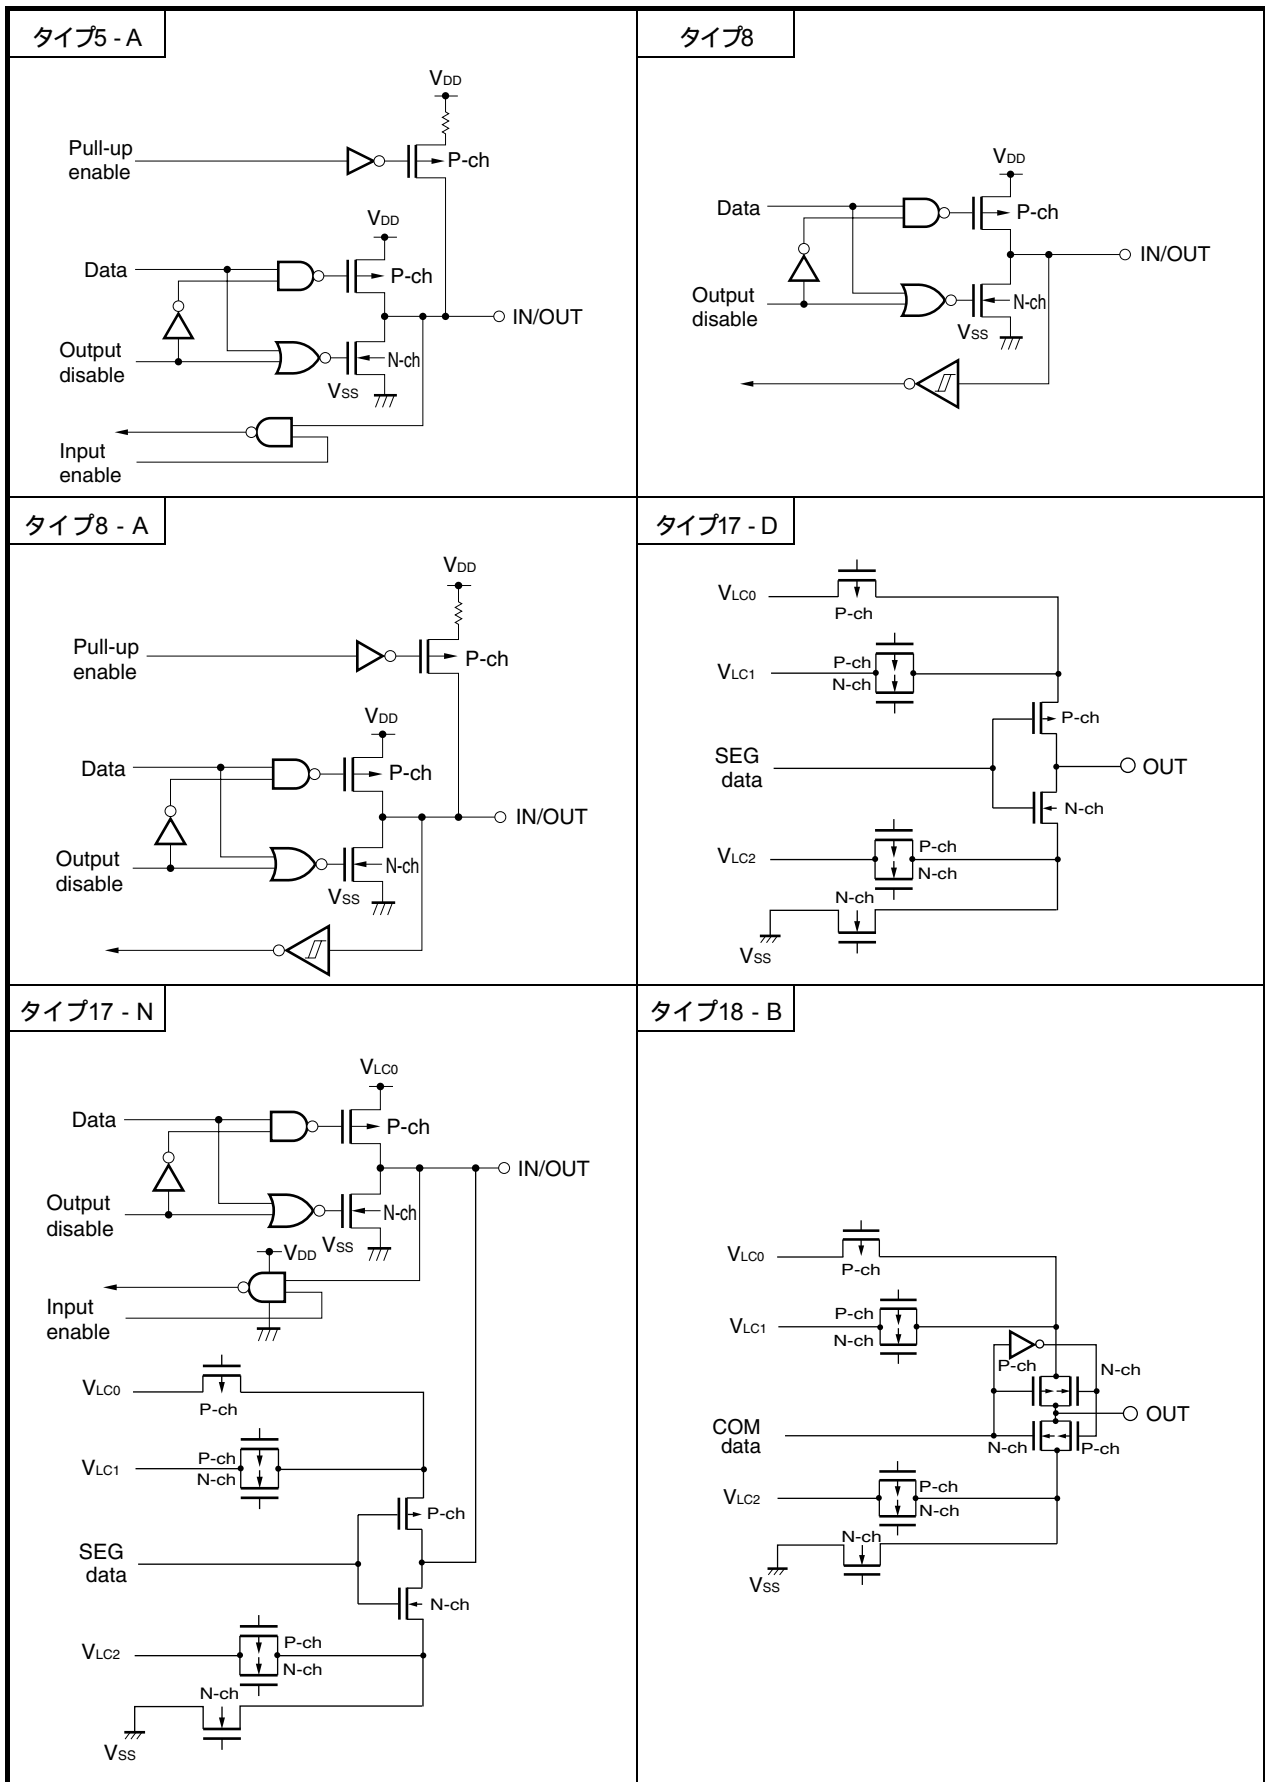 タイプ5 - A
VDD
Pull-up
enable
P-ch
VDD
Data
P-ch
IN/OUT
Output
disable
N-ch
VSS
Input
enable
タイプ8
VDD
Data
P-ch
IN/OUT
Output
disable
N-ch
VSS
タイプ8 - A
VDD
Pull-up
enable
P-ch
VDD
Data
P-ch
IN/OUT
Output
disable
N-ch
VSS
タイプ17 - D
VLC0
P-ch
VLC1
P-ch
N-ch
P-ch
SEG
data
OUT
N-ch
VLC2
P-ch
N-ch
N-ch
VSS
タイプ17 - N
VLC0
Data
P-ch
IN/OUT
Output
disable
N-ch
VSS
VDD
Input
enable
VLC0
P-ch
VLC1
P-ch
N-ch
P-ch
SEG
data
N-ch
VLC2
P-ch
N-ch
N-ch
VSS
タイプ18 - B
VLC0
P-ch
VLC1
P-ch
N-ch
P-ch
N-ch
OUT
COM
data
N-ch
P-ch
VLC2
P-ch
N-ch
N-ch
VSS